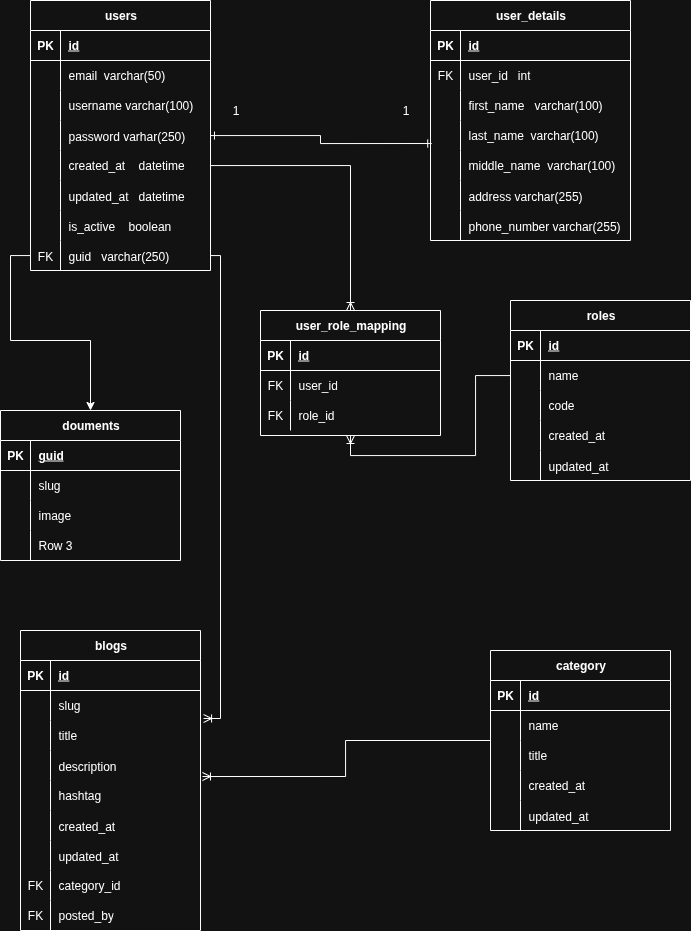 users
PK id
email varchar(50)
username varchar(100)
password varhar(250)
created_at datetime
updated_at datetime
is_active boolean
FK guid varchar(250)
1
1
user_details
PK id
FK user_id int
first_name varchar(100)
last_name varchar(100)
middle_name varchar(100)
address varchar(255)
phone_number varchar(255)
user_role_mapping
PK id
FK user_id
FK role_id
roles
PK id
name
code
created_at
updated_at
douments
PK guid
slug
image
Row 3
blogs
PK id
slug
title
description
hashtag
created_at
updated_at
FK category_id
FK posted_by
category
PK id
name
title
created_at
updated_at